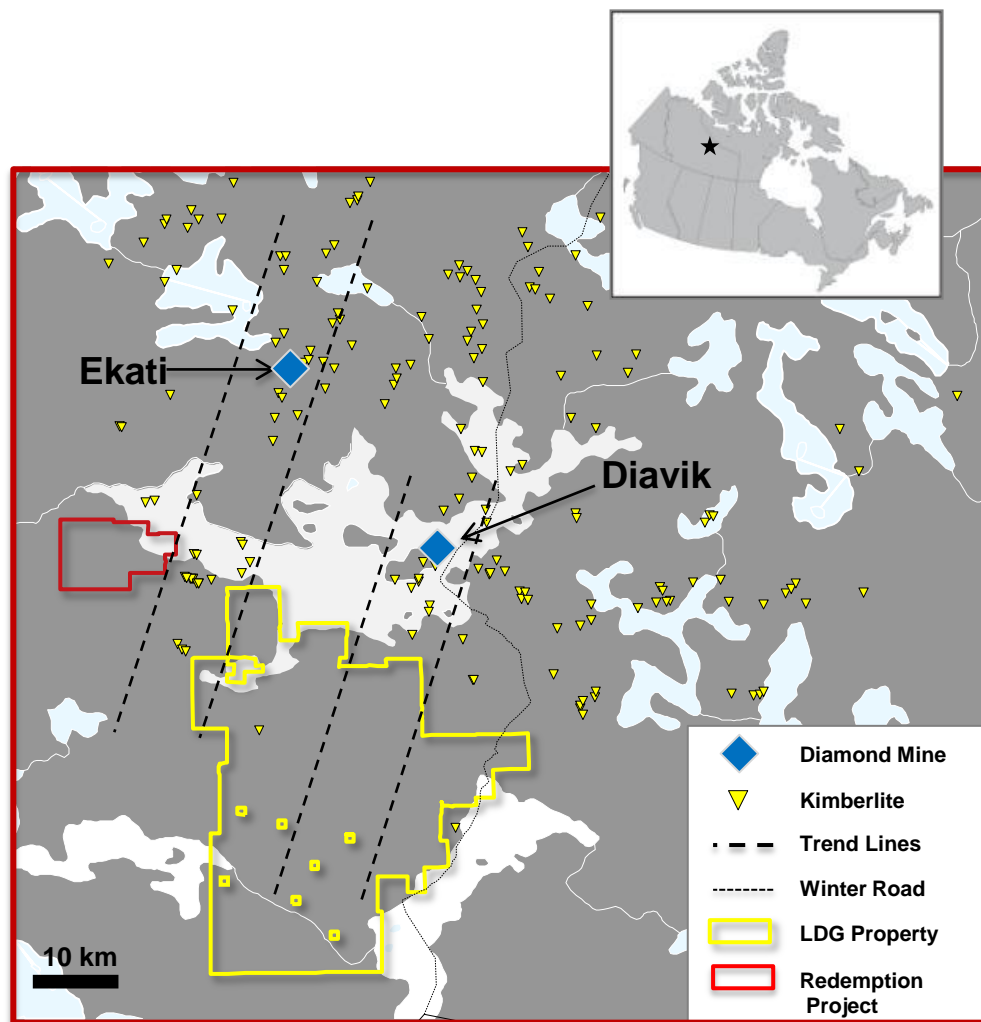 Ekati
Diavik
10 km
Diamond Mine
Kimberlite
Trend Lines
Winter Road
LDG Property
Redemption
Project